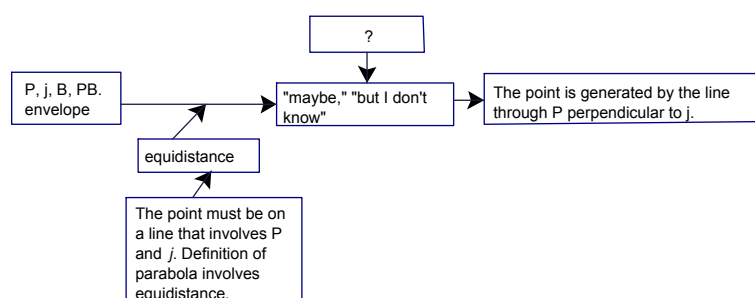 ?
P, j, B, PB.
envelope
"maybe," "but I don't
know"
The point is generated by the line
through P perpendicular to j.
equidistance
The point must be on
a line that involves P
and j. Definition of
parabola involves
equidistance.